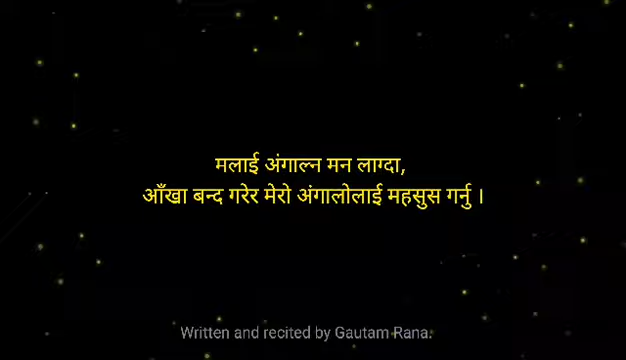 मलाई अंगाल्न मन लाग्दा,
आँखा बन्द गरेर मेरो अंगालोलाई महसुस गर्नु ।
Written and recited by Gautam Rana.